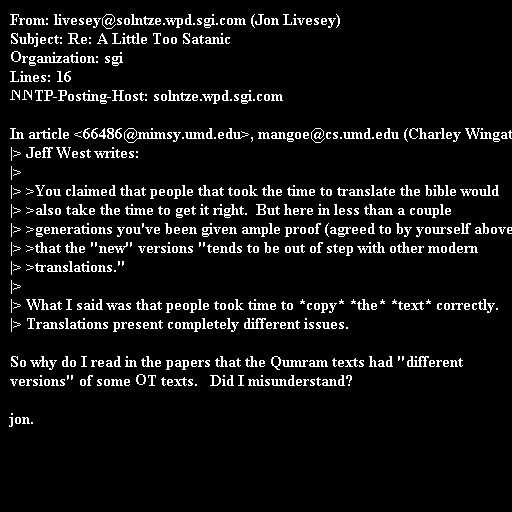 From: livesey@solntze.wpd.sgi.com (Jon Livesey)
Subject: Re: A Little Too Satanic
Organization: sgi
Lines: 16
NNTP-Posting-Host: solntze.wpd.sgi.com

In article <66486@mimsy.umd.edu>, mangoe@cs.umd.edu (Charley Wingat
|> Jeff West writes:
|>
|> >You claimed that people that took the time to translate the bible would
|> >also take the time to get it right.  But here in less than a couple
|> >generations you've been given ample proof (agreed to by yourself above
|> >that the "new" versions "tends to be out of step with other modern
|> >translations."
|>
|> What I said was that people took time to *copy* *the* *text* correctly.
|> Translations present completely different issues.

So why do I read in the papers that the Qumram texts had "different
versions" of some OT texts.   Did I misunderstand?

jon.